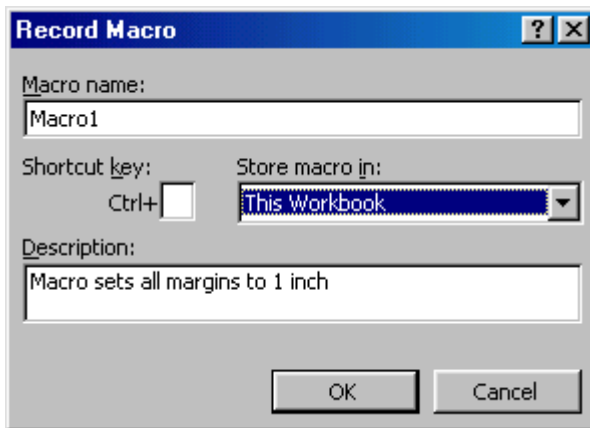 Record Macro
Macro name:
Macro1
Shortcut key: Store macro in:
Ctrl+ This Workbook
Description:
Macro sets all margins to 1 inch
OK Cancel